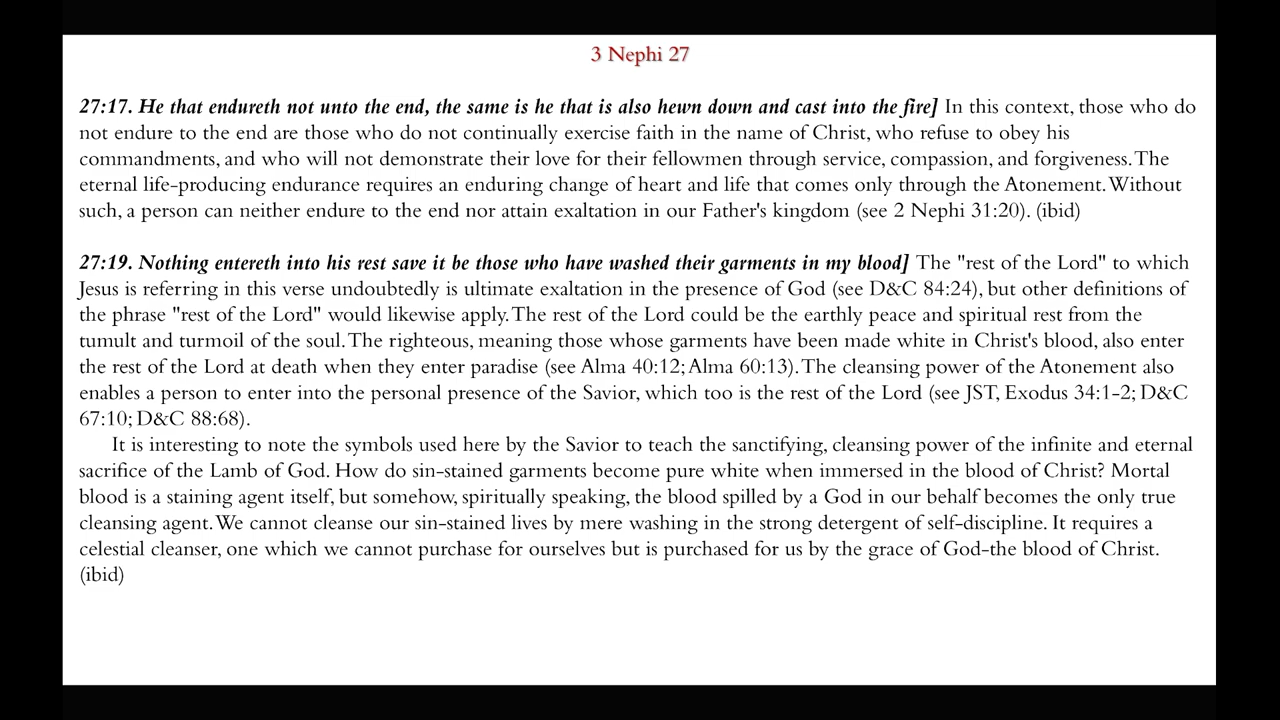 3 Nephi 27
27:17. He that endureth not unto the end, the same is he that is also hewn down and cast into the fire] In this context, those who do
not endure to the end are those who do not continually exercise faith in the name of Christ, who refuse to obey his
commandments, and who will not demonstrate their love for their fellowmen through service, compassion, and forgiveness. The
eternal life-producing endurance requires an enduring change of heart and life that comes only through the Atonement. Without
such, a person can neither endure to the end nor attain exaltation in our Father's kingdom (see 2 Nephi 31:20). (ibid)
27:19. Nothing entereth into his rest save it be those who have washed their garments in my blood] The "rest of the Lord" to which
Jesus is referring in this verse undoubtedly is ultimate exaltation in the presence of God (see D&C 84:24), but other definitions of
the phrase "rest of the Lord" would likewise apply. The rest of the Lord could be the earthly peace and spiritual rest from the
tumult and turmoil of the soul. The righteous, meaning those whose garments have been made white in Christ's blood, also enter
the rest of the Lord at death when they enter paradise (see Alma 40:12; Alma 60:13). The cleansing power of the Atonement also
enables a person to enter into the personal presence of the Savior, which too is the rest of the Lord (see JST, Exodus 34:1-2; D&C
67:10; D&C 88:68).
It is interesting to note the symbols used here by the Savior to teach the sanctifying, cleansing power of the infinite and eternal
sacrifice of the Lamb of God. How do sin-stained garments become pure white when immersed in the blood of Christ? Mortal
blood is a staining agent itself, but somehow, spiritually speaking, the blood spilled by a God in our behalf becomes the only true
cleansing agent. We cannot cleanse our sin-stained lives by mere washing in the strong detergent of self-discipline. It requires a
celestial cleanser, one which we cannot purchase for ourselves but is purchased for us by the grace of God-the blood of Christ.
(ibid)